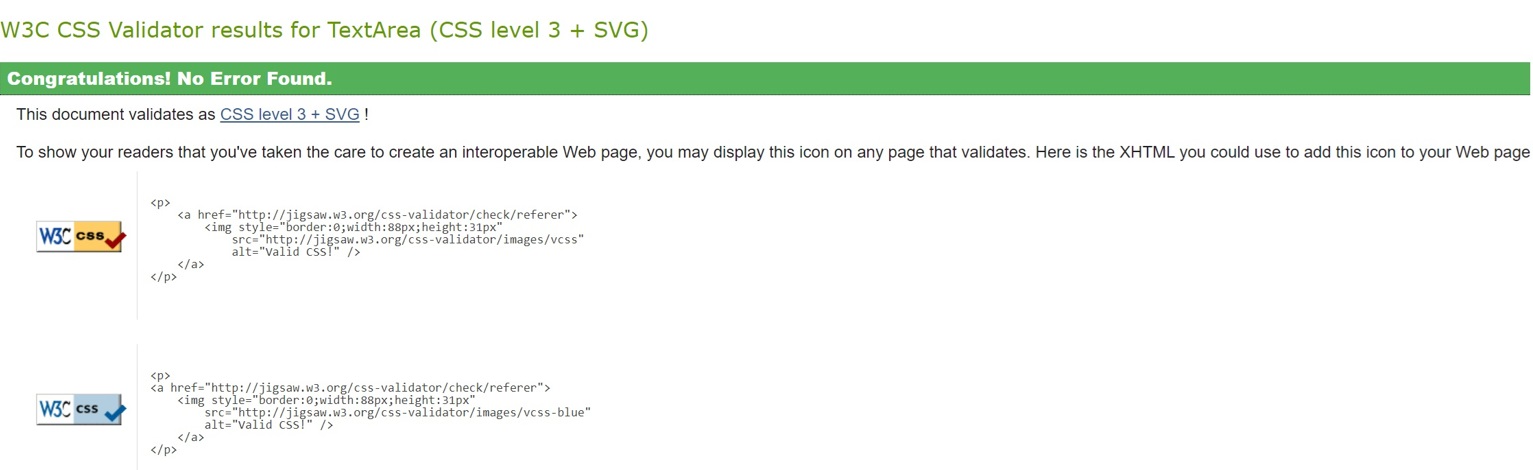 W3C CSS Validator results for TextArea (CSS level 3 + SVG)
Congratulations! No Error Found.
This document validates as CSS level 3 + SVG !
To show your readers that you've taken the care to create an interoperable Web page, you may display this icon on any page that validates. Here is the XHTML you could use to add this icon to your Web page
W3C css
<p>
<a href="http://jigsaw.w3.org/css-validator/check/referer">
<img style="border:0;width:88px;height:31px"
src="http://jigsaw.w3.org/css-validator/images/vcss"
alt="Valid CSS!" />
</a>
</p>
W3C css
<p>
<a href="http://jigsaw.w3.org/css-validator/check/referer">
<img style="border:0;width:88px;height:31px"
src="http://jigsaw.w3.org/css-validator/images/vcss-blue"
alt="Valid CSS!" />
</a>
</p>